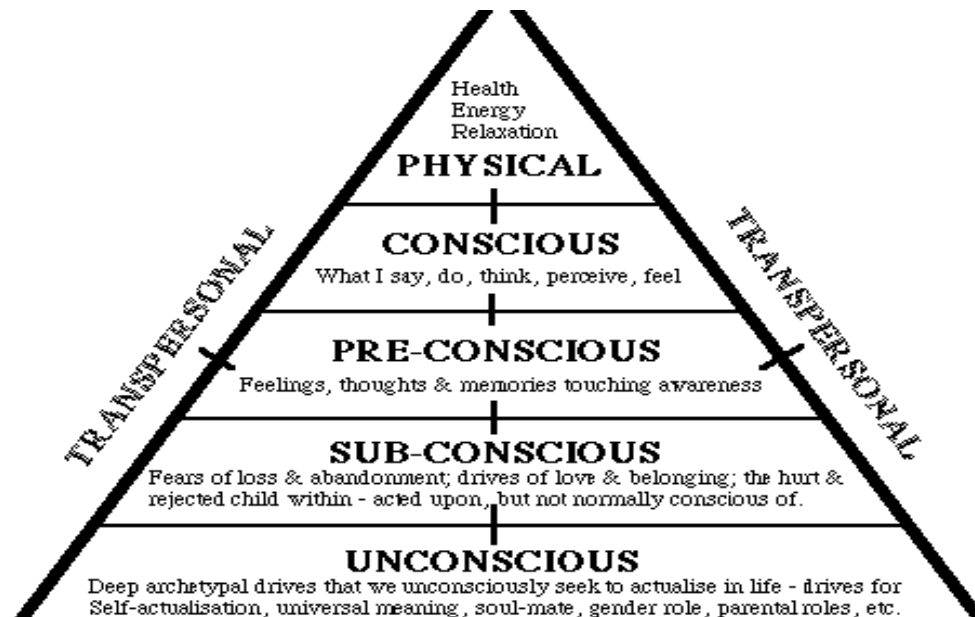 Health
Energy
Relaxation
PHYSICAL
CONSCIOUS
What I say, do, think, perceive, feel
PRE-CONSCIOUS
Feelings, thoughts & memories touching awareness
SUB-CONSCIOUS
Fears of loss & abandonment; drives of love & belonging; the hurt &
rejected child within - acted upon, but not normally conscious of.
UNCONSCIOUS
Deep archetypal drives that we unconsciously seek to actualise in life - drives for
Self-actualisation, universal meaning, soul-mate, gender role, parental roles, etc.
TRANSPERSONAL
TRANSPERSONAL